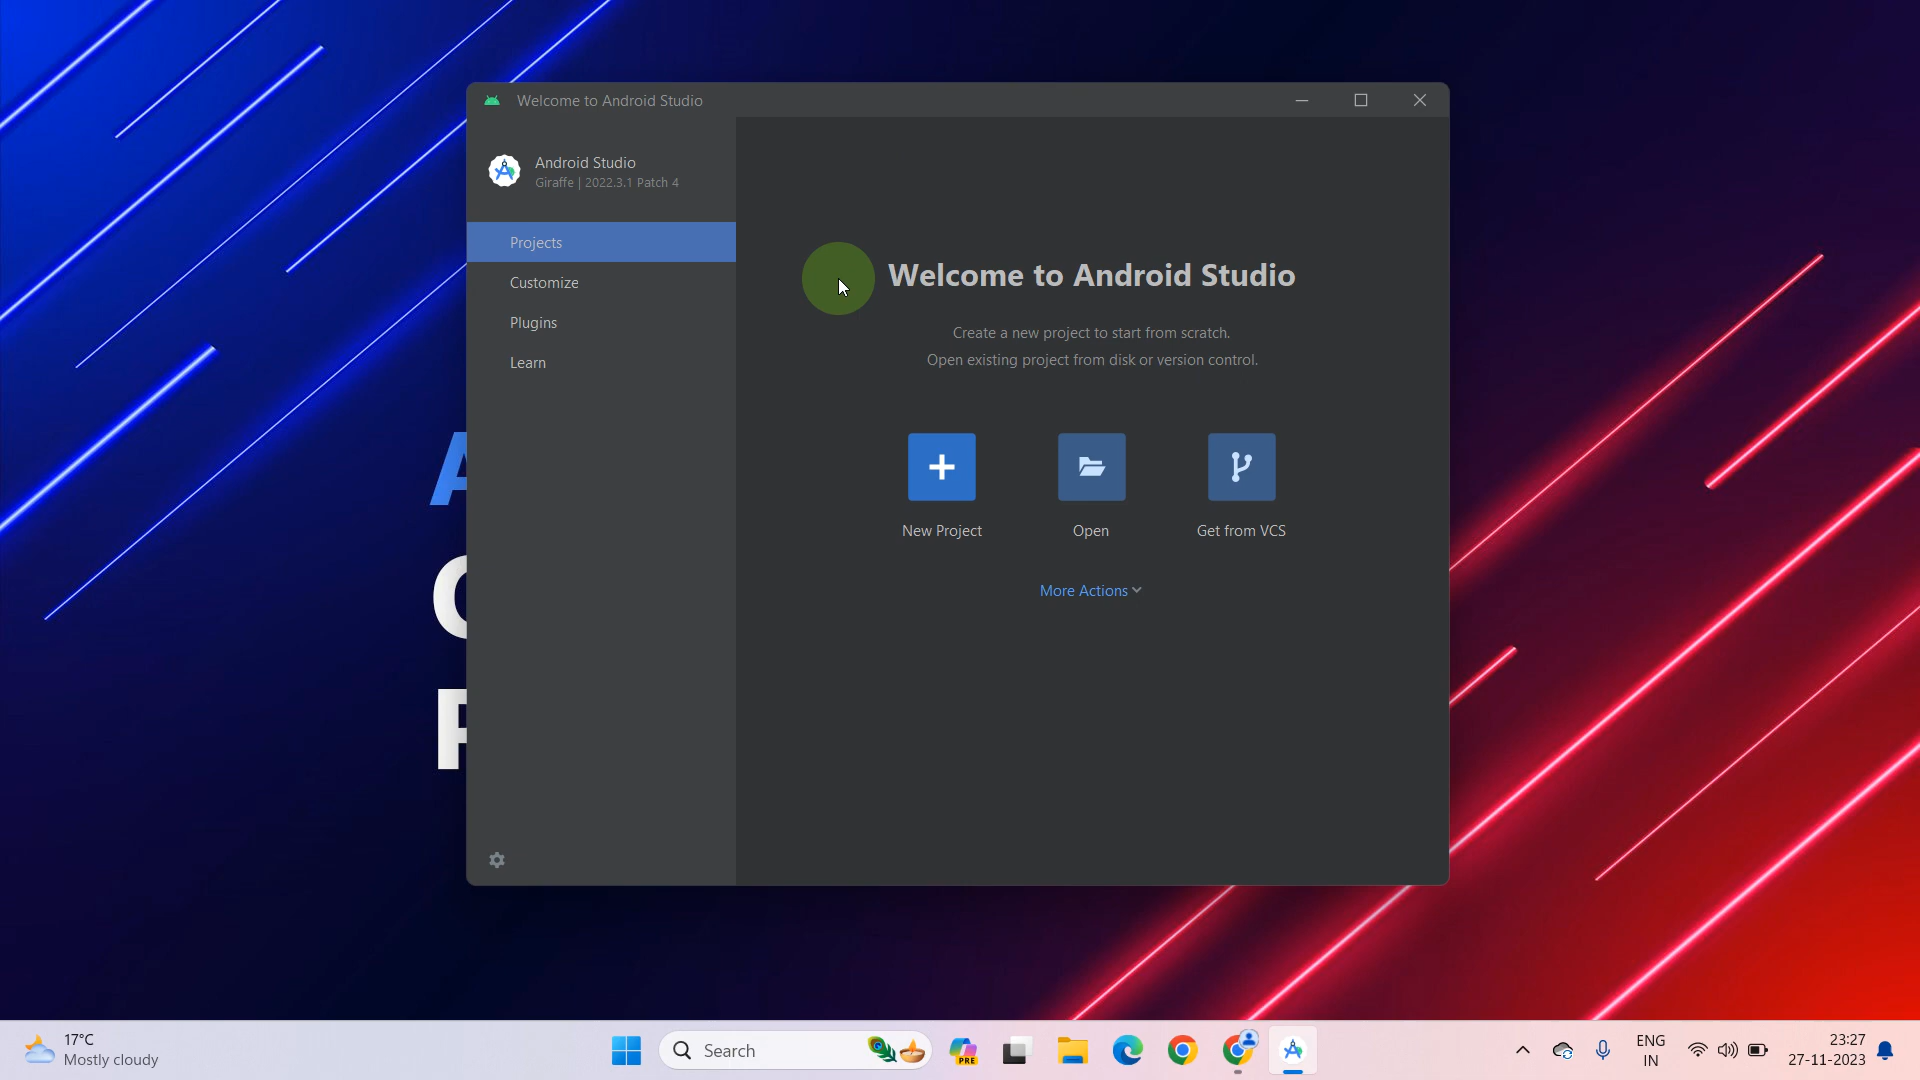 Welcome to Android Studio
Android Studio
Giraffe | 2022.3.1 Patch 4
Projects
Customize
Plugins
Learn
Welcome to Android Studio
Create a new project to start from scratch.
Open existing project from disk or version control.
New Project
Open
Get from VCS
More Actions
17°C
Mostly cloudy
Search
PRE
ENG
IN
23:27
27-11-2023